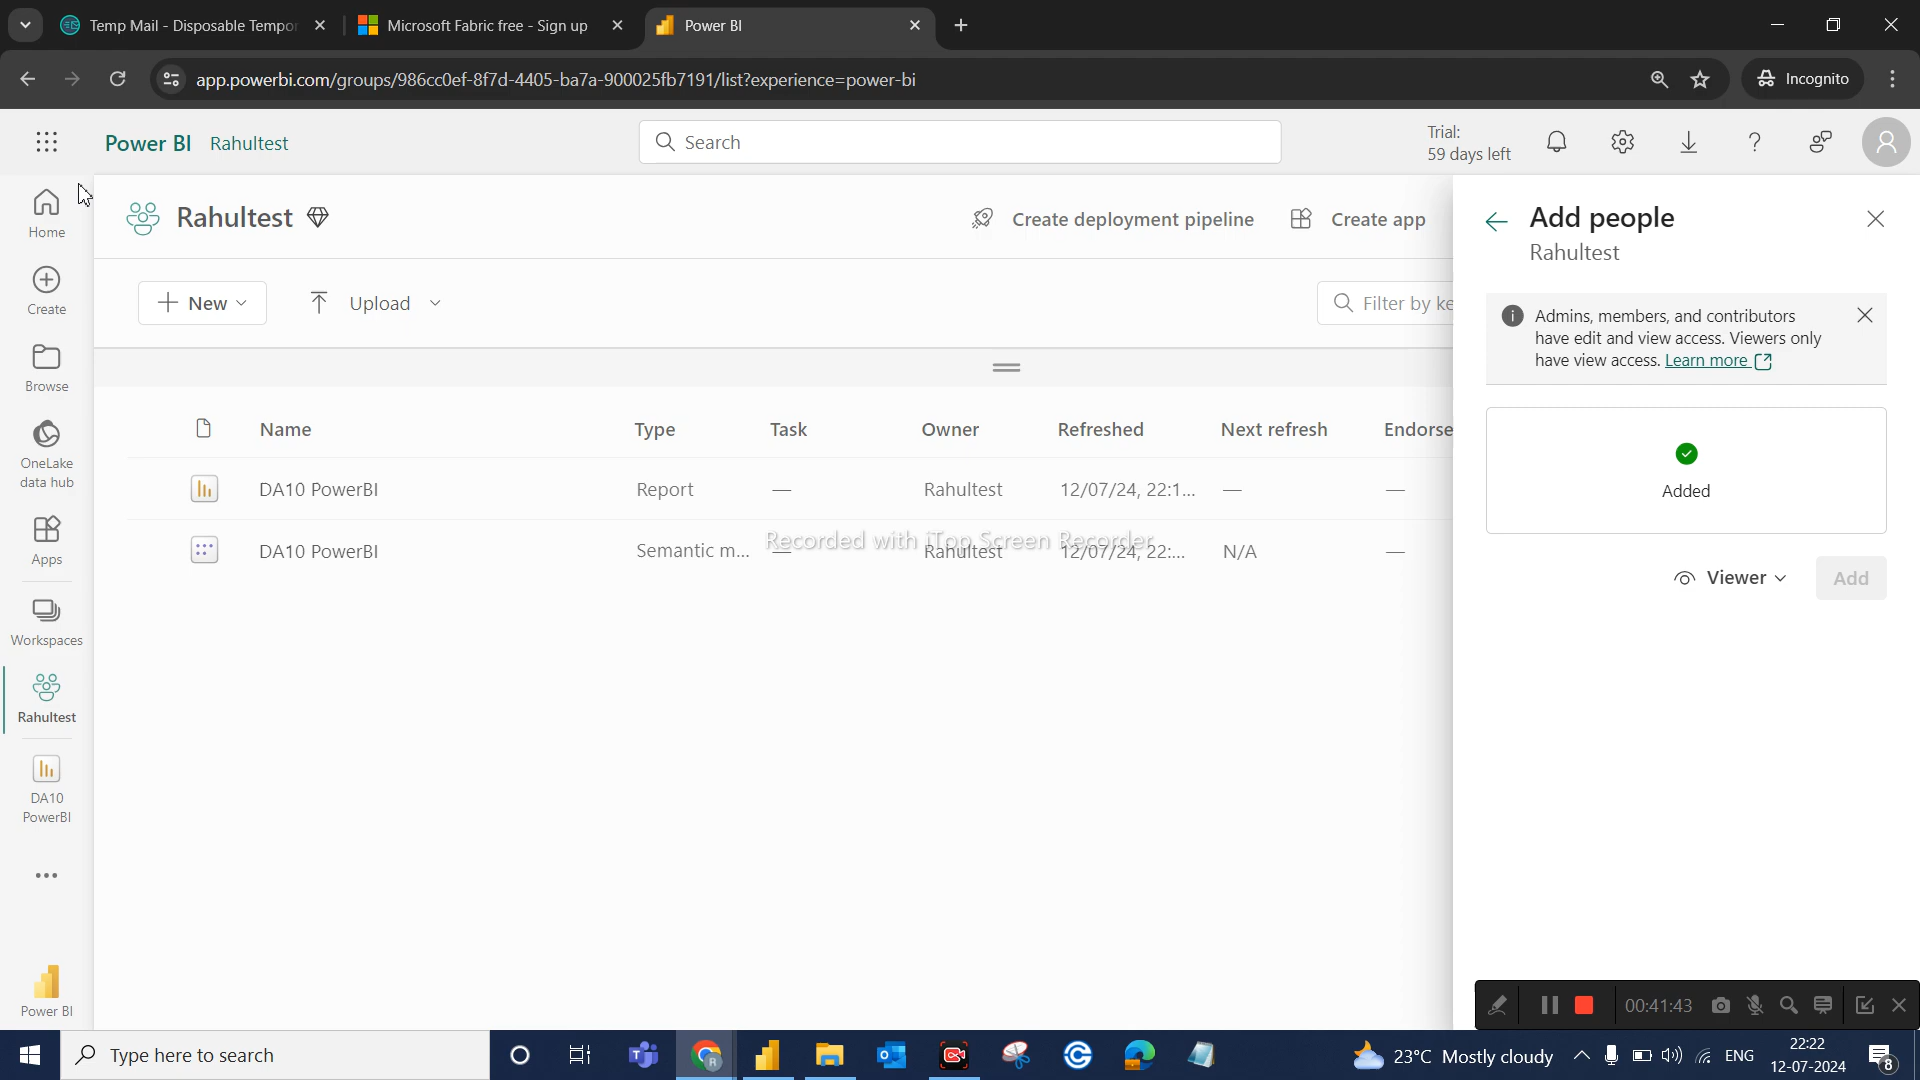 Temp Mail - Disposable Tempor
Microsoft Fabric free - Sign up
Power BI
app.powerbi.com/groups/986cc0ef-8f7d-4405-ba7a-900025fb7191/list?experience=power-bi
Incognito
Power BI Rahultest
Search
Trial:
59 days left
Home
Create
Browse
OneLake
data hub
Apps
Workspaces
Rahultest
DA10
PowerBI
Power BI
Rahultest
Create deployment pipeline
Create app
New
Upload
Filter by ke
Name Type Task Owner Refreshed Next refresh Endorse
DA10 PowerBI Report — Rahultest 12/07/24, 22:1... — —
DA10 PowerBI Semantic m... — Rahultest 12/07/24, 22:... N/A —
Recorded with iTop Screen Recorder
Add people
Rahultest
Admins, members, and contributors
have edit and view access. Viewers only
have view access. Learn more
Added
Viewer
Add
00:41:43
Type here to search
23°C Mostly cloudy
ENG
22:22
12-07-2024
8